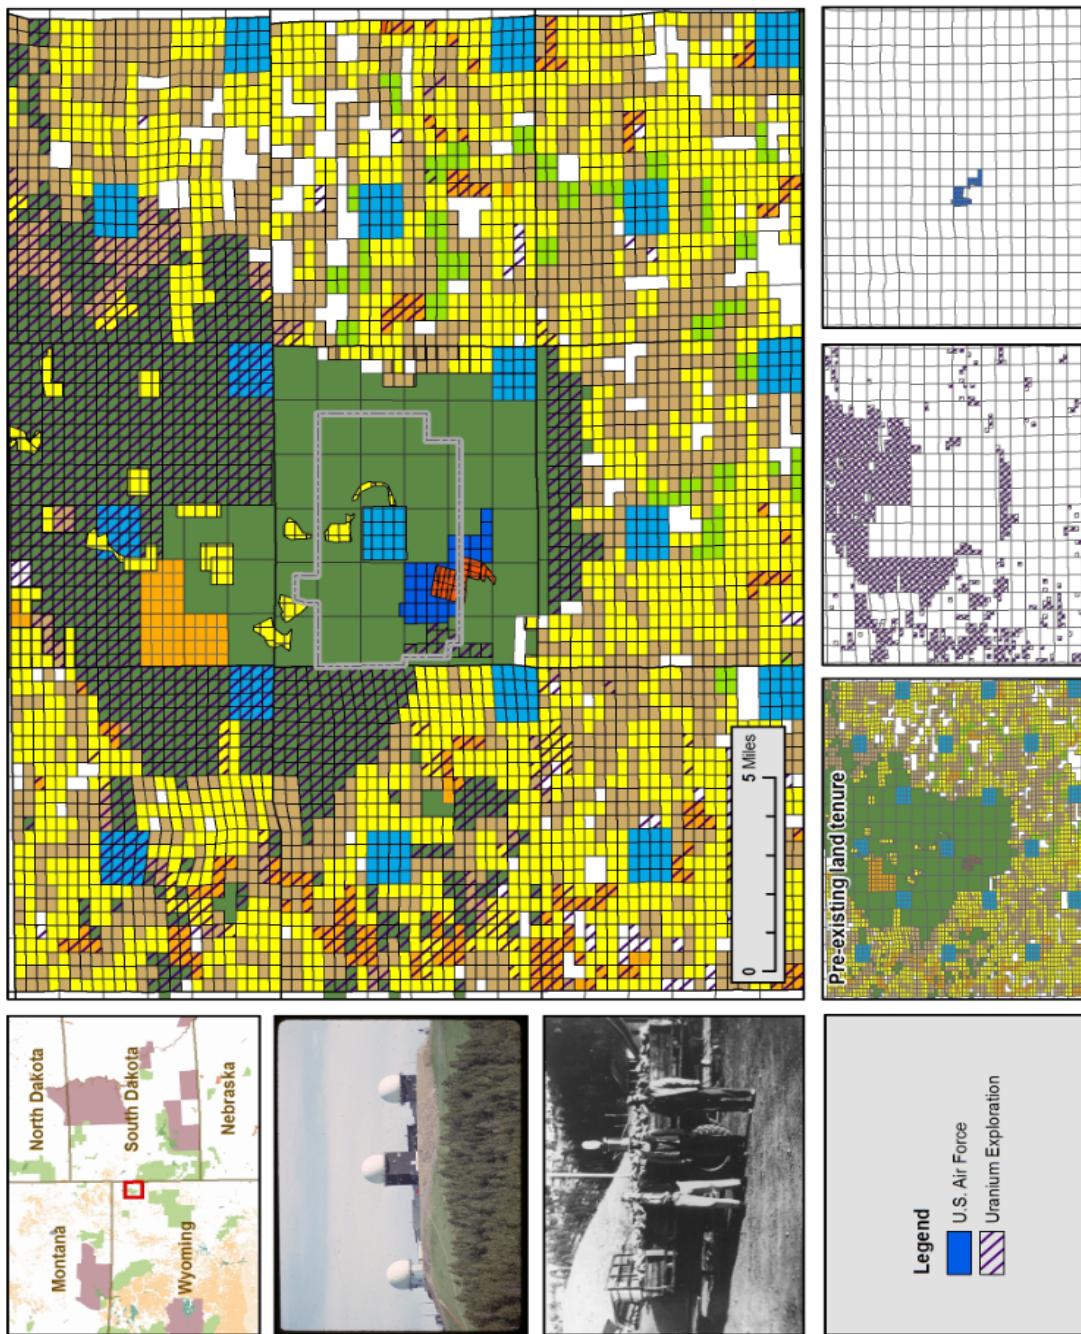 North Dakota
Montana
South Dakota
Wyoming
Nebraska
0 5 Miles
Legend
U.S. Air Force
Uranium Exploration
Pre-existing land tenure